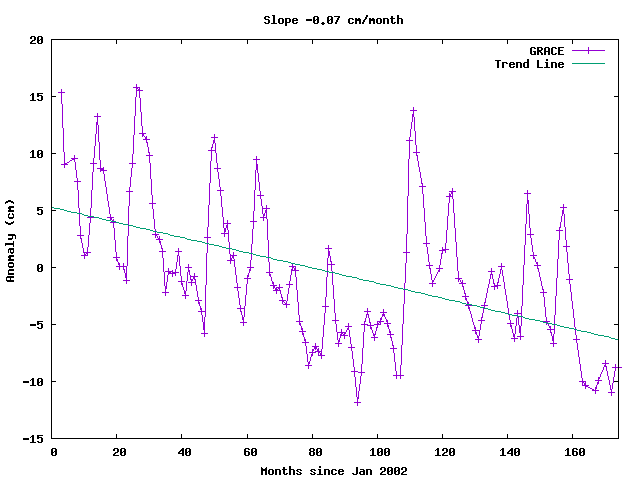 Slope -0.07 cm/month
GRACE
Trend Line
20
15
10
5
0
-5
-10
-15
Anomaly (cm)
0 20 40 60 80 100 120 140 160
Months since Jan 2002